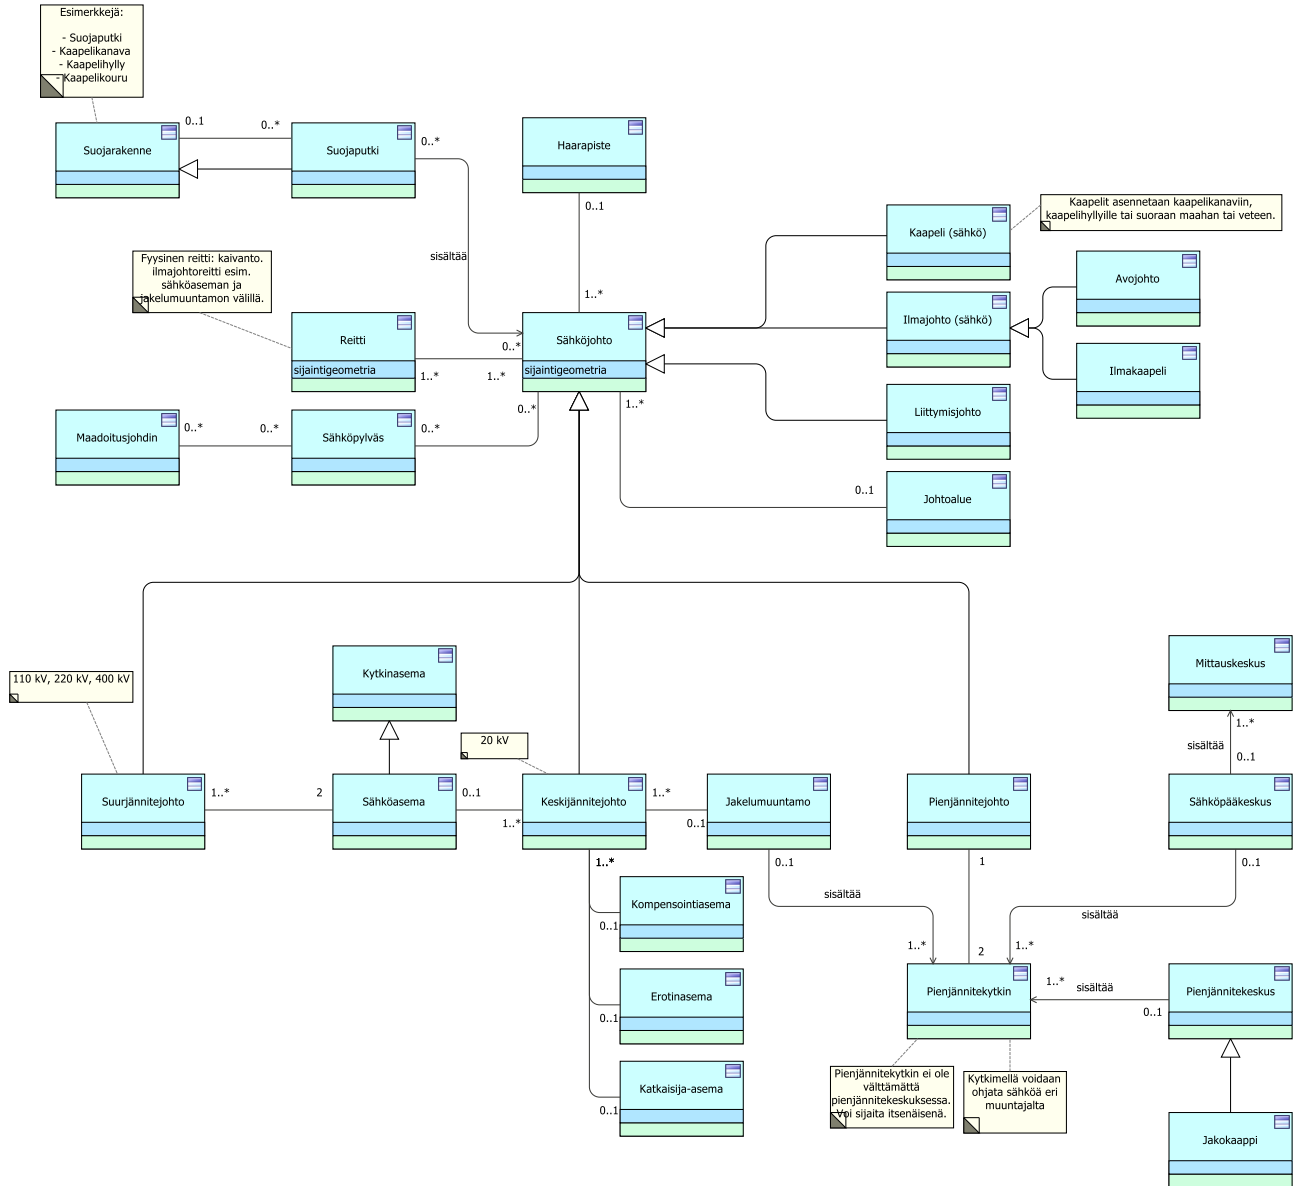 Esimerkkejä:
- Suojaputki
- Kaapelikanava
- Kaapelihylly
- Kaapelikouru
Suojarakenne
0..1
0..*
Suojaputki
0..*
Haarapiste
0..1
1..*
sisältää
Kaapelit asennetaan kaapelikanaviin,
kaapelihyllyille tai suoraan maahan tai veteen.
Kaapeli (sähkö)
Avojohto
Ilmajohto (sähkö)
Ilmakaapeli
Liittymisjohto
Johtoalue
0..1
Fyysinen reitti: kaivanto.
ilmajohtoreitti esim.
sähköaseman ja
jakelumuuntamon välillä.
Reitti
sijaintigeometria
1..*
1..*
0..*
Sähköjohto
sijaintigeometria
0..*
1..*
Maadoitusjohdin
0..*
0..*
Sähköpylväs
0..*
110 kV, 220 kV, 400 kV
Kytkinasema
20 kV
Mittauskeskus
1..*
sisältää
0..1
Suurjännitejohto
1..*
2
Sähköasema
0..1
1..*
Keskijännitejohto
1..*
0..1
Jakelumuuntamo
Pienjännitejohto
Sähköpääkeskus
1..*
0..1
1
0..1
Kompensointiasema
0..1
sisältää
sisältää
1..*
2
1..*
Erotinasema
0..1
Pienjännitekytkin
1..*
sisältää
0..1
Pienjännitekeskus
Katkaisija-asema
0..1
Pienjännitekytkin ei ole
välttämättä
pienjännitekeskuksessa.
Voi sijaita itsenäisenä.
Kytkimellä voidaan
ohjata sähköä eri
muuntajalta
Jakokaappi